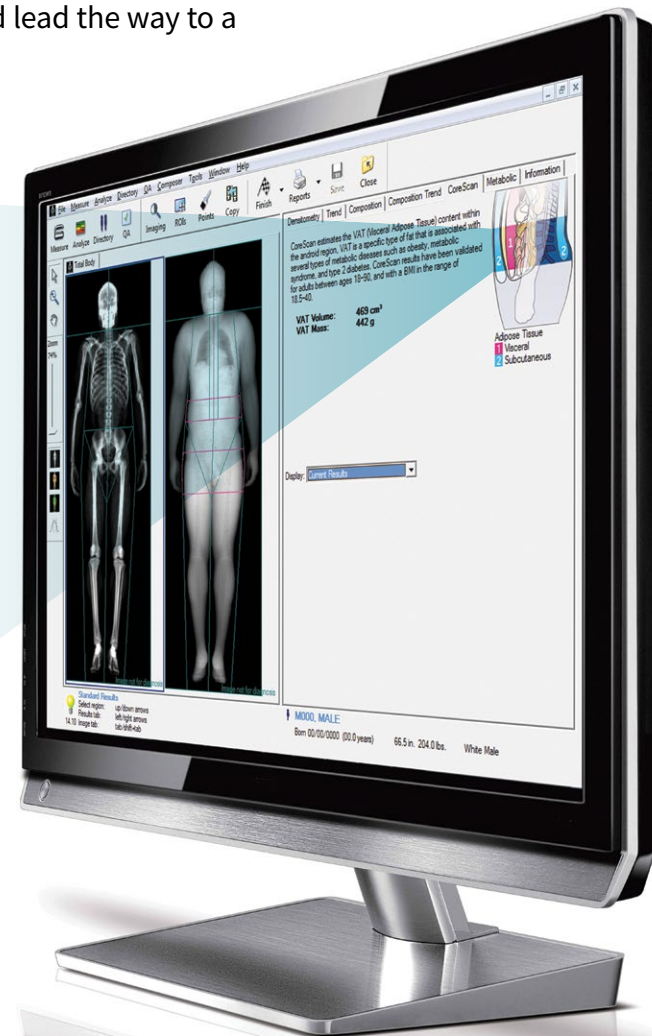 d lead the way to a
File Measure Analyze Directory QA Composer Tools Window Help
Measure Analyze Directory QA Imaging ROIs Points Copy Finish Reports Save Close
Total Body
Densitometry Trend Composition Composition Trend CoreScan Metabolic Information
Zoom
74%
CoreScan estimates the VAT (Visceral Adipose Tissue) content within
the android region. VAT is a specific type of fat that is associated with
several types of metabolic diseases such as obesity, metabolic
syndrome, and type 2 diabetes. CoreScan results have been validated
for adults between ages 18-90, and with a BMI in the range of
18.5-40.
VAT Volume: 469 cm³
VAT Mass: 442 g
1
2 2
Adipose Tissue
1 Visceral
2 Subcutaneous
Display: Current Results
Image not for diagnosis
Image not for diagnosis
Standard Results
Select region: up/down arrows
Results tab: left/right arrows
14.10 Image tab: tab/shift+tab
M000, MALE
Born 00/00/0000 (00.0 years) 66.5 in. 204.0 lbs. White Male